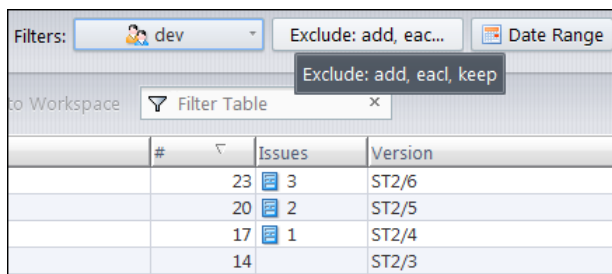 Filters: dev Exclude: add, eac... Date Range
Exclude: add, eacl, keep
to Workspace Filter Table ×
# Issues Version
23 3 ST2/6
20 2 ST2/5
17 1 ST2/4
14 ST2/3